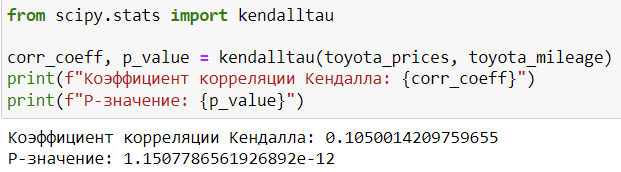 from scipy.stats import kendalltau
corr_coeff, p_value = kendalltau(toyota_prices, toyota_mileage)
print(f"Коэффициент корреляции Кендалла: {corr_coeff}")
print(f"P-значение: {p_value}")
Коэффициент корреляции Кендалла: 0.1050014209759655
P-значение: 1.1507786561926892e-12